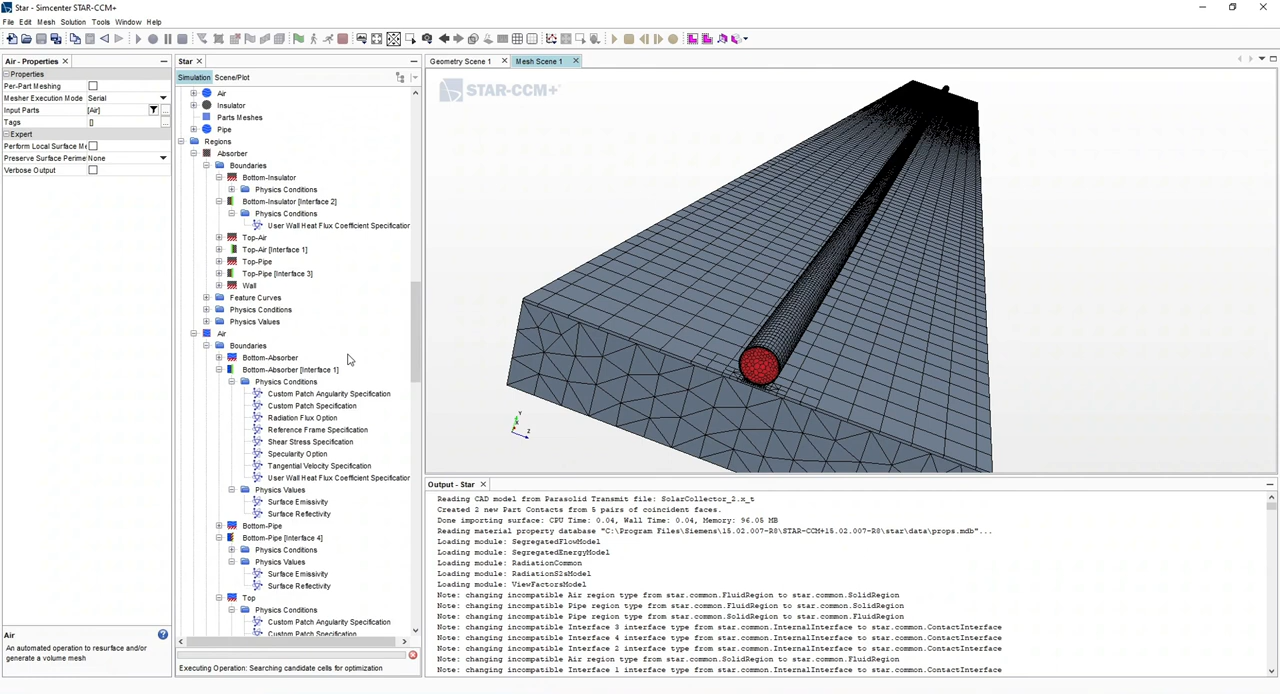 Star - Simcenter STAR-CCM+
File Edit Mesh Solution Tools Window Help
Air - Properties
Properties
Per-Part Meshing
Mesher Execution Mode Serial
Input Parts [Air]
Tags []
Expert
Perform Local Surface Me
Preserve Surface Perime None
Verbose Output
Air
An automated operation to resurface and/or
generate a volume mesh
Star
Simulation Scene/Plot
Air
Insulator
Parts Meshes
Pipe
Regions
Absorber
Boundaries
Bottom-Insulator
Physics Conditions
Bottom-Insulator [Interface 2]
Physics Conditions
User Wall Heat Flux Coefficient Specification
Top-Air
Top-Air [Interface 1]
Top-Pipe
Top-Pipe [Interface 3]
Wall
Feature Curves
Physics Conditions
Physics Values
Air
Boundaries
Bottom-Absorber
Bottom-Absorber [Interface 1]
Physics Conditions
Custom Patch Angularity Specification
Custom Patch Specification
Radiation Flux Option
Reference Frame Specification
Shear Stress Specification
Specularity Option
Tangential Velocity Specification
User Wall Heat Flux Coefficient Specification
Physics Values
Surface Emissivity
Surface Reflectivity
Bottom-Pipe
Bottom-Pipe [Interface 4]
Physics Conditions
Physics Values
Surface Emissivity
Surface Reflectivity
Top
Physics Conditions
Custom Patch Angularity Specification
Custom Patch Specification
Executing Operation: Searching candidate cells for optimization
Geometry Scene 1 Mesh Scene 1
STAR-CCM+
Y
X
Z
Output - Star
Reading CAD model from Parasolid Transmit file: SolarCollector_2.x_t
Created 2 new Part Contacts from 5 pairs of coincident faces.
Done importing surface: CPU Time: 0.04, Wall Time: 0.04, Memory: 96.05 MB
Reading material property database "C:\Program Files\Siemens\15.02.007-R8\STAR-CCM+15.02.007-R8\star\data\props.mdb"...
Loading module: SegregatedFlowModel
Loading module: SegregatedEnergyModel
Loading module: RadiationCommon
Loading module: RadiationS2sModel
Loading module: ViewFactorsModel
Note: changing incompatible Air region type from star.common.FluidRegion to star.common.SolidRegion
Note: changing incompatible Pipe region type from star.common.FluidRegion to star.common.SolidRegion
Note: changing incompatible Pipe region type from star.common.SolidRegion to star.common.FluidRegion
Note: changing incompatible Interface 3 interface type from star.common.InternalInterface to star.common.ContactInterface
Note: changing incompatible Interface 4 interface type from star.common.InternalInterface to star.common.ContactInterface
Note: changing incompatible Interface 2 interface type from star.common.InternalInterface to star.common.ContactInterface
Note: changing incompatible Air region type from star.common.SolidRegion to star.common.FluidRegion
Note: changing incompatible Interface 1 interface type from star.common.InternalInterface to star.common.ContactInterface